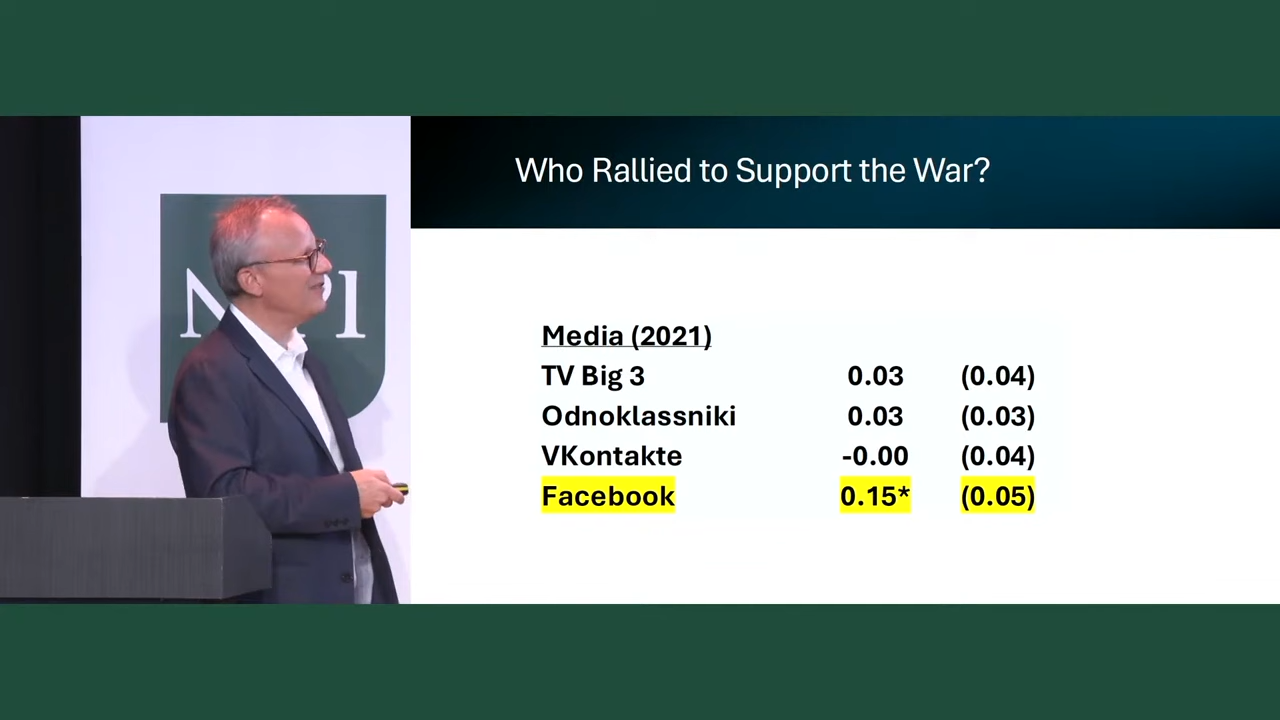 Who Rallied to Support the War?
Media (2021)
TV Big 3 0.03 (0.04)
Odnoklassniki 0.03 (0.03)
VKontakte -0.00 (0.04)
Facebook 0.15* (0.05)